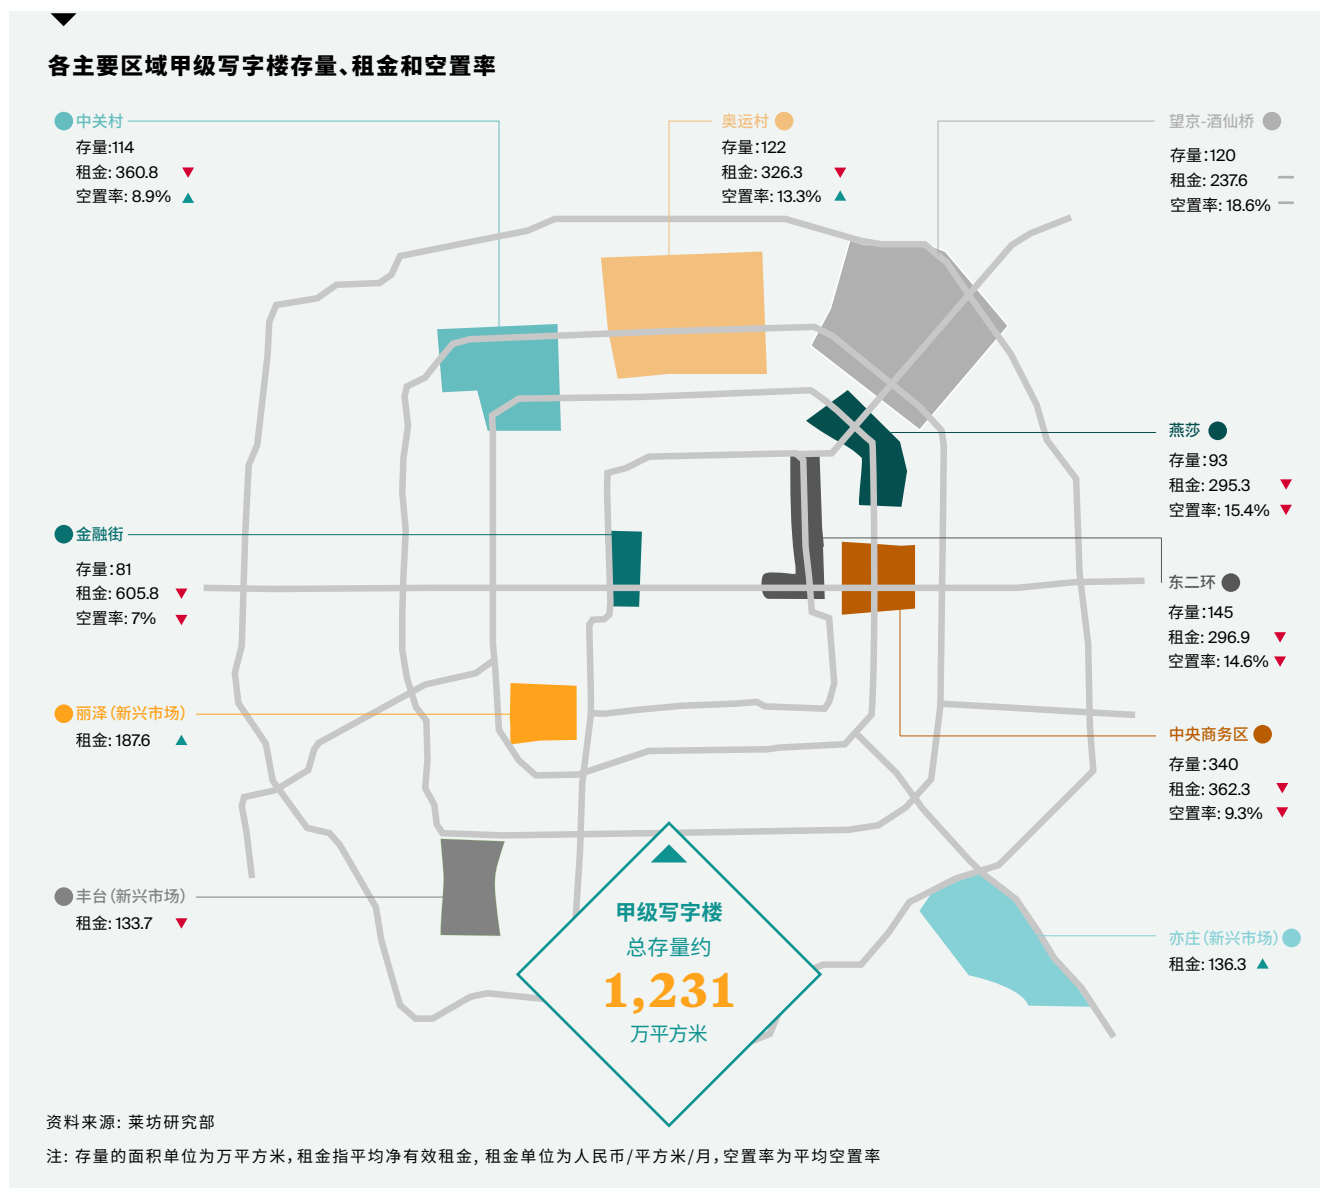 各主要区域甲级写字楼存量、租金和空置率
中关村
存量:114
租金: 360.8
空置率: 8.9%
奥运村
存量:122
租金: 326.3
空置率: 13.3%
望京-酒仙桥
存量:120
租金: 237.6
空置率: 18.6%
燕莎
存量:93
租金: 295.3
空置率: 15.4%
金融街
存量:81
租金: 605.8
空置率: 7%
东二环
存量:145
租金: 296.9
空置率: 14.6%
丽泽（新兴市场）
租金: 187.6
中央商务区
存量:340
租金: 362.3
空置率: 9.3%
丰台（新兴市场）
租金: 133.7
亦庄（新兴市场）
租金: 136.3
甲级写字楼
总存量约
1,231
万平方米
资料来源: 莱坊研究部
注: 存量的面积单位为万平方米，租金指平均净有效租金, 租金单位为人民币/平方米/月，空置率为平均空置率